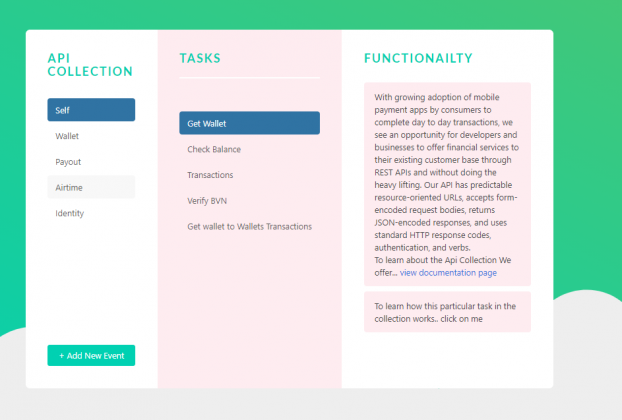 API
COLLECTION
Self
Wallet
Payout
Airtime
Identity
+ Add New Event
TASKS
Get Wallet
Check Balance
Transactions
Verify BVN
Get wallet to Wallets Transactions
FUNCTIONAILTY
With growing adoption of mobile
payment apps by consumers to
complete day to day transactions, we
see an opportunity for developers and
businesses to offer financial services to
their existing customer base through
REST APIs and without doing the
heavy lifting. Our API has predictable
resource-oriented URLs, accepts form-
encoded request bodies, returns
JSON-encoded responses, and uses
standard HTTP response codes,
authentication, and verbs.
To learn about the Api Collection We
offer... view documentation page
To learn how this particular task in the
collection works.. click on me